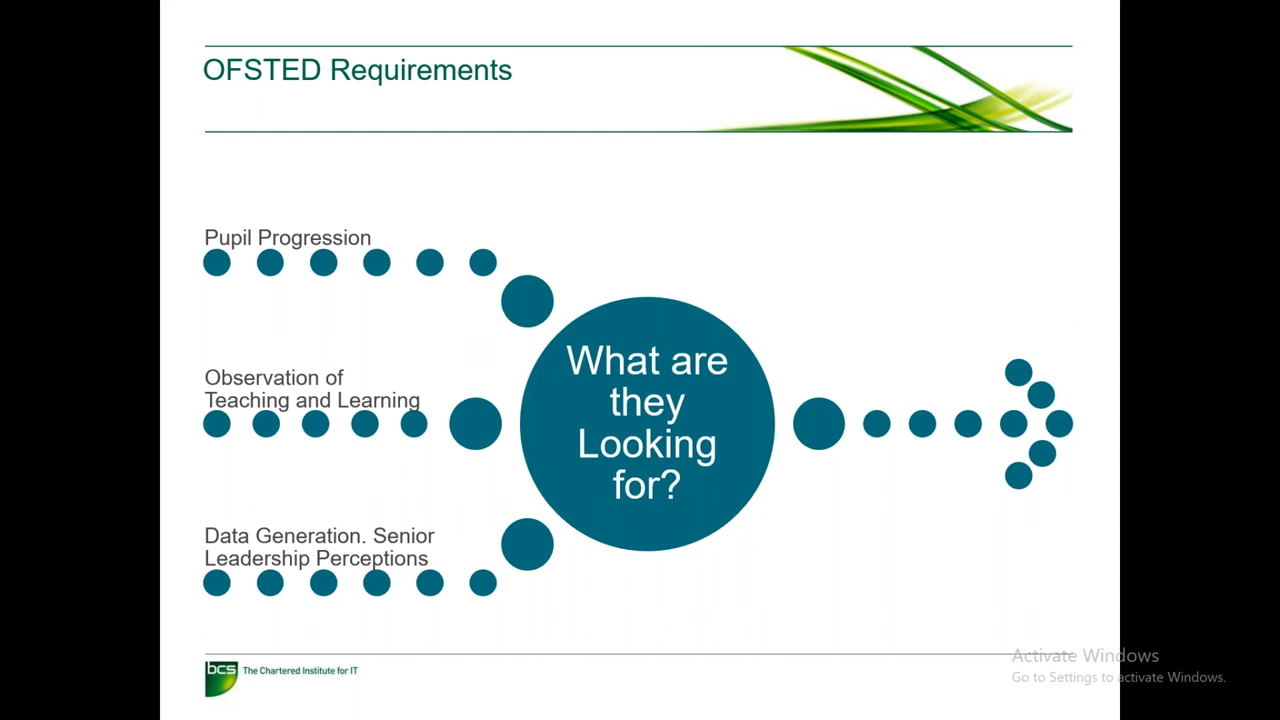 OFSTED Requirements
Pupil Progression
Observation of
Teaching and Learning
Data Generation. Senior
Leadership Perceptions
What are
they
Looking
for?
bcs The Chartered Institute for IT
Activate Windows
Go to Settings to activate Windows.